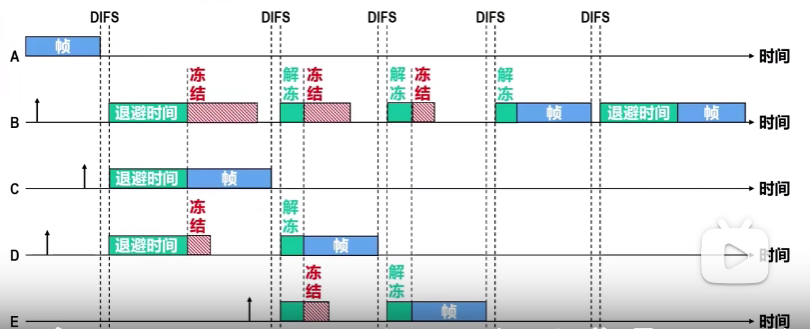 DIFS DIFS DIFS DIFS DIFS
A 帧 时间
冻结 解冻 冻结 解冻 冻结 解冻
B 退避时间 帧 退避时间 帧 时间
C 退避时间 帧 时间
冻结 解冻
D 退避时间 帧 时间
冻结 解冻
E 帧 时间